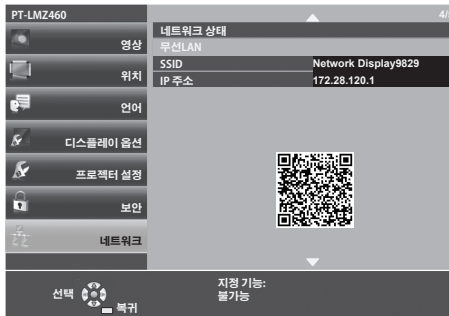 PT-LMZ460
4/5
네트워크 상태
영상
무선LAN
SSID Network Display9829
위치
IP 주소 172.28.120.1
언어
디스플레이 옵션
프로젝터 설정
보안
네트워크
선택
복귀
지정 기능:
불가능